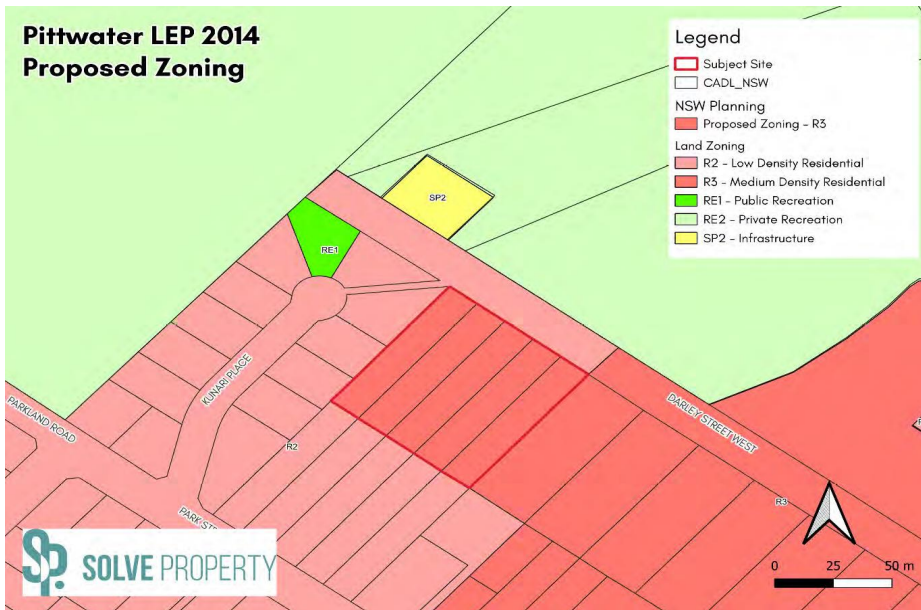 Pittwater LEP 2014
Proposed Zoning
Legend
Subject Site
CADL_NSW
NSW Planning
Proposed Zoning - R3
Land Zoning
R2 - Low Density Residential
R3 - Medium Density Residential
RE1 - Public Recreation
RE2 - Private Recreation
SP2 - Infrastructure
SP2
RE1
KUNARI PLACE
PARKLAND ROAD
DARLEY STREET WEST
R2
R3
PARK
SP. SOLVE PROPERTY
0 25 50 m